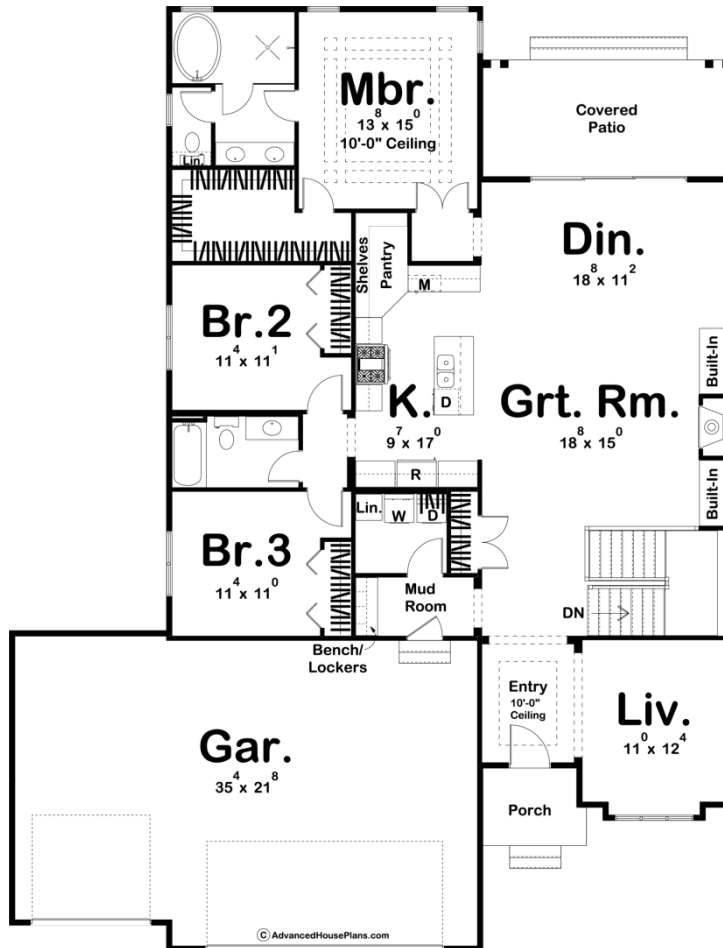 Mbr.
13⁸ x 15⁰
10'-0" Ceiling
Covered
Patio
Lin.
Shelves
Pantry
Din.
18⁸ x 11²
M
Br.2
11⁴ x 11¹
Built-In
D
K.
9⁷ x 17⁰
Grt. Rm.
18⁸ x 15⁰
R
Built-In
Lin.
W
D
Br.3
11⁴ x 11⁰
Mud
Room
DN
Bench/
Lockers
Entry
10'-0"
Ceiling
Liv.
11⁰ x 12⁴
Gar.
35⁴ x 21⁸
Porch
© AdvancedHousePlans.com